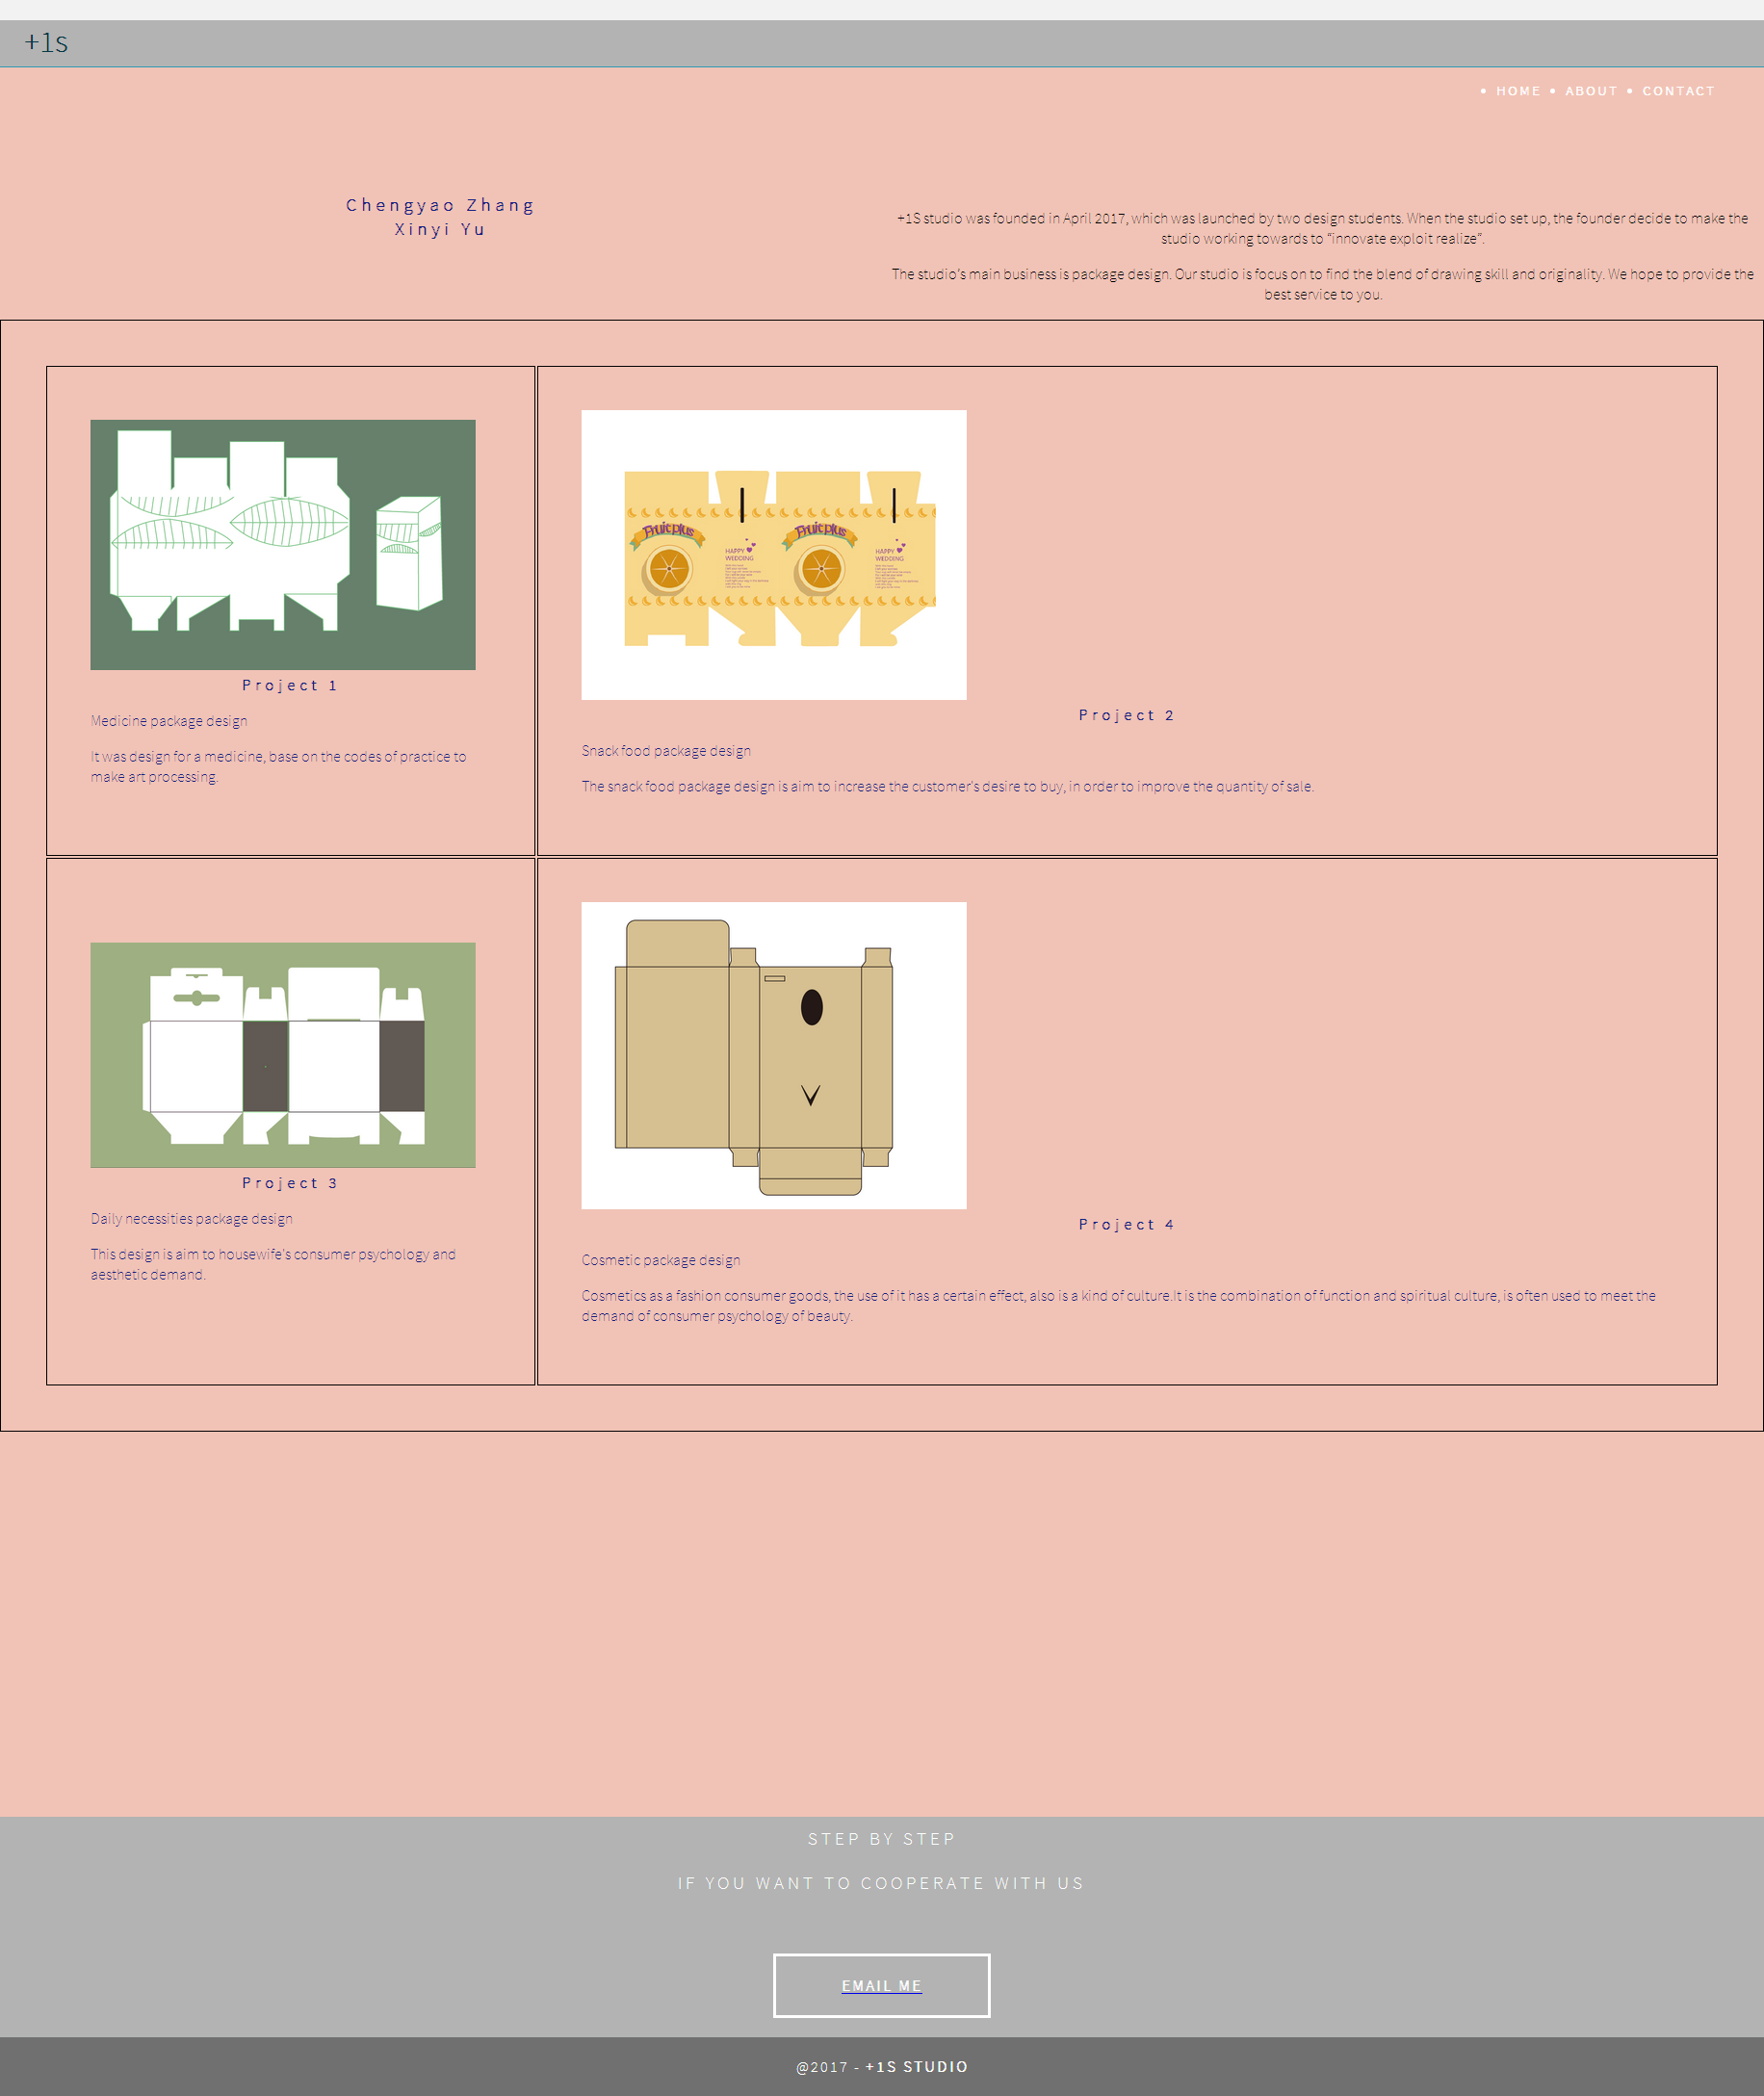 +1s
• HOME • ABOUT • CONTACT
Chengyao Zhang
Xinyi Yu
+1S studio was founded in April 2017, which was launched by two design students. When the studio set up, the founder decide to make the
studio working towards to “innovate exploit realize”.
The studio’s main business is package design. Our studio is focus on to find the blend of drawing skill and originality. We hope to provide the
best service to you.
Fruit plus
HAPPY
WEDDING
Fruit plus
HAPPY
WEDDING
Project 1
Medicine package design
It was design for a medicine, base on the codes of practice to
make art processing.
Project 2
Snack food package design
The snack food package design is aim to increase the customer’s desire to buy, in order to improve the quantity of sale.
Project 3
Daily necessities package design
This design is aim to housewife’s consumer psychology and
aesthetic demand.
Project 4
Cosmetic package design
Cosmetics as a fashion consumer goods, the use of it has a certain effect, also is a kind of culture.It is the combination of function and spiritual culture, is often used to meet the
demand of consumer psychology of beauty.
STEP BY STEP
IF YOU WANT TO COOPERATE WITH US
EMAIL ME
@2017 - +1S STUDIO